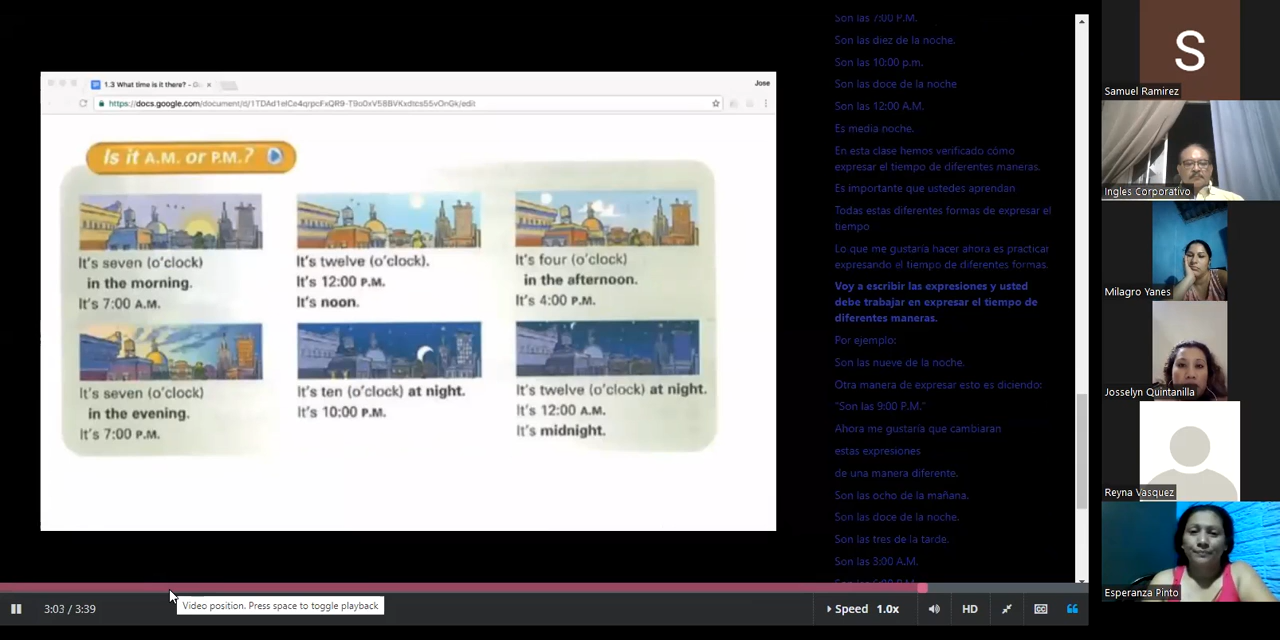 1.3 What time is it there? - G
Jose
Is it A.M. or P.M.?
It's seven (o'clock)
in the morning.
It's 7:00 A.M.
It's twelve (o'clock).
It's 12:00 P.M.
It's noon.
It's four (o'clock)
in the afternoon.
It's 4:00 P.M.
It's seven (o'clock)
in the evening.
It's 7:00 P.M.
It's ten (o'clock) at night.
It's 10:00 P.M.
It's twelve (o'clock) at night.
It's 12:00 A.M.
It's midnight.
Son las 7:00 P.M.
Son las diez de la noche.
Son las 10:00 p.m.
Son las doce de la noche
Son las 12:00 A.M.
Es media noche.
En esta clase hemos verificado cómo
expresar el tiempo de diferentes maneras.
Es importante que ustedes aprendan
Todas estas diferentes formas de expresar el
tiempo
Lo que me gustaría hacer ahora es practicar
expresando el tiempo de diferentes formas.
Voy a escribir las expresiones y usted
debe trabajar en expresar el tiempo de
diferentes maneras.
Por ejemplo:
Son las nueve de la noche.
Otra manera de expresar esto es diciendo:
"Son las 9:00 P.M."
Ahora me gustaría que cambiaran
estas expresiones
de una manera diferente.
Son las ocho de la mañana.
Son las doce de la noche.
Son las tres de la tarde.
Son las 3:00 A.M.
Son las 6:00 P.M.
3:03 / 3:39
Video position. Press space to toggle playback
Speed 1.0x
HD
S
Samuel Ramirez
Ingles Corporativo
Milagro Yanes
Josselyn Quintanilla
Reyna Vasquez
Esperanza Pinto